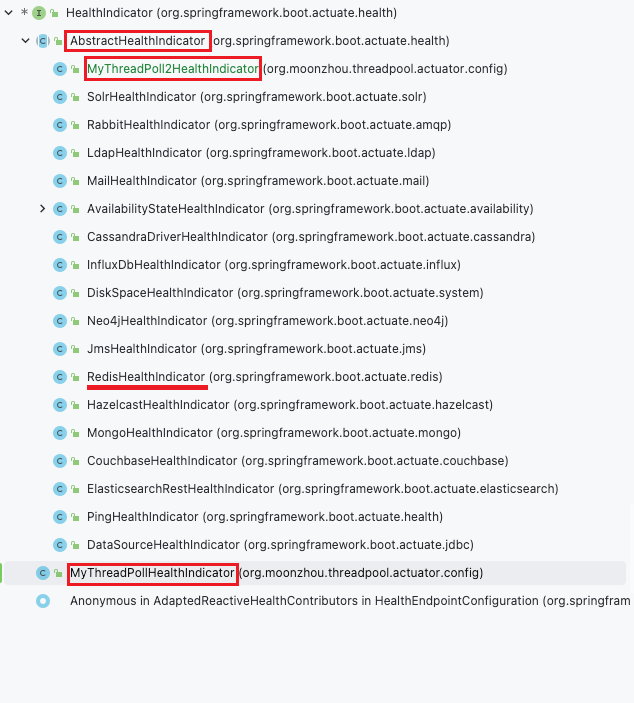 HealthIndicator (org.springframework.boot.actuate.health)
AbstractHealthIndicator (org.springframework.boot.actuate.health)
MyThreadPoll2HealthIndicator (org.moonzhou.threadpool.actuator.config)
SolrHealthIndicator (org.springframework.boot.actuate.solr)
RabbitHealthIndicator (org.springframework.boot.actuate.amqp)
LdapHealthIndicator (org.springframework.boot.actuate.ldap)
MailHealthIndicator (org.springframework.boot.actuate.mail)
AvailabilityStateHealthIndicator (org.springframework.boot.actuate.availability)
CassandraDriverHealthIndicator (org.springframework.boot.actuate.cassandra)
InfluxDbHealthIndicator (org.springframework.boot.actuate.influx)
DiskSpaceHealthIndicator (org.springframework.boot.actuate.system)
Neo4jHealthIndicator (org.springframework.boot.actuate.neo4j)
JmsHealthIndicator (org.springframework.boot.actuate.jms)
RedisHealthIndicator (org.springframework.boot.actuate.redis)
HazelcastHealthIndicator (org.springframework.boot.actuate.hazelcast)
MongoHealthIndicator (org.springframework.boot.actuate.mongo)
CouchbaseHealthIndicator (org.springframework.boot.actuate.couchbase)
ElasticsearchRestHealthIndicator (org.springframework.boot.actuate.elasticsearch)
PingHealthIndicator (org.springframework.boot.actuate.health)
DataSourceHealthIndicator (org.springframework.boot.actuate.jdbc)
MyThreadPollHealthIndicator (org.moonzhou.threadpool.actuator.config)
Anonymous in AdaptedReactiveHealthContributors in HealthEndpointConfiguration (org.springfram